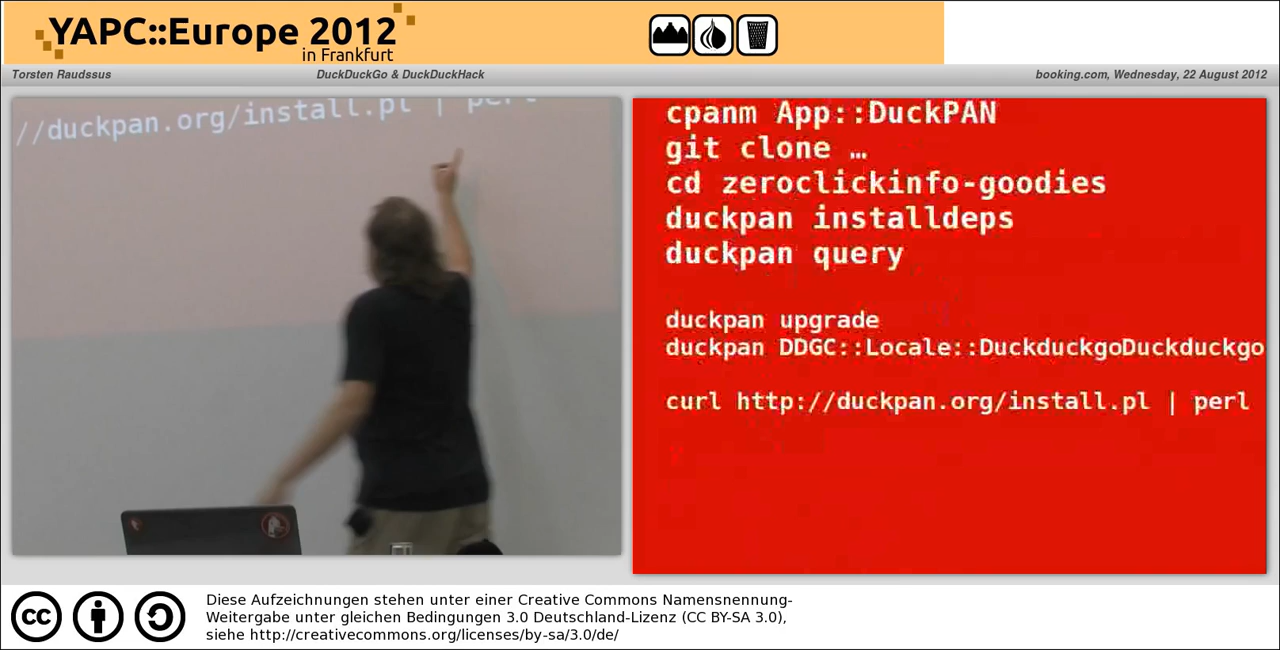 YAPC::Europe 2012
in Frankfurt
Torsten Raudssus
DuckDuckGo & DuckDuckHack
booking.com, Wednesday, 22 August 2012
//duckpan.org/install.pl | perl
cpanm App::DuckPAN
git clone …
cd zeroclickinfo-goodies
duckpan installdeps
duckpan query
duckpan upgrade
duckpan DDGC::Locale::DuckduckgoDuckduckgo
curl http://duckpan.org/install.pl | perl
cc
Diese Aufzeichnungen stehen unter einer Creative Commons Namensnennung-
Weitergabe unter gleichen Bedingungen 3.0 Deutschland-Lizenz (CC BY-SA 3.0),
siehe http://creativecommons.org/licenses/by-sa/3.0/de/